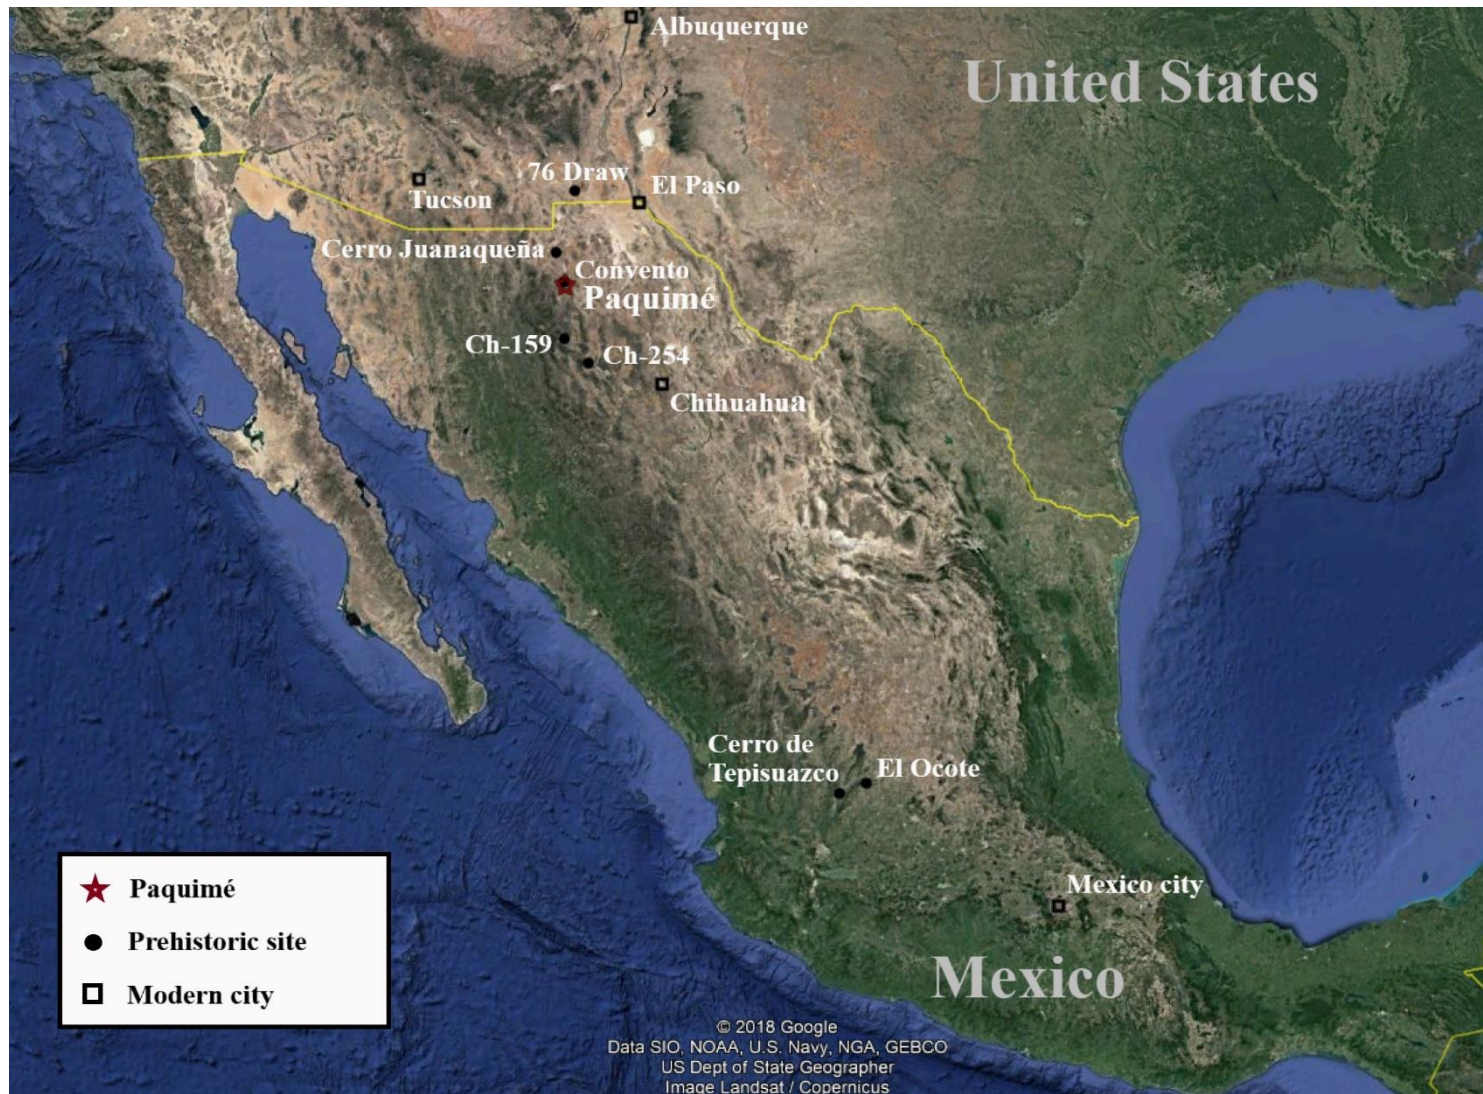 Albuquerque
United States
76 Draw
El Paso
Tucson
Cerro Juanaqueña
Convento
Paquimé
Ch-159
Ch-254
Chihuahua
Cerro de
Tepisuazco
El Ocote
Mexico city
Mexico
Paquimé
Prehistoric site
Modern city
© 2018 Google
Data SIO, NOAA, U.S. Navy, NGA, GEBCO
US Dept of State Geographer
Image Landsat / Copernicus